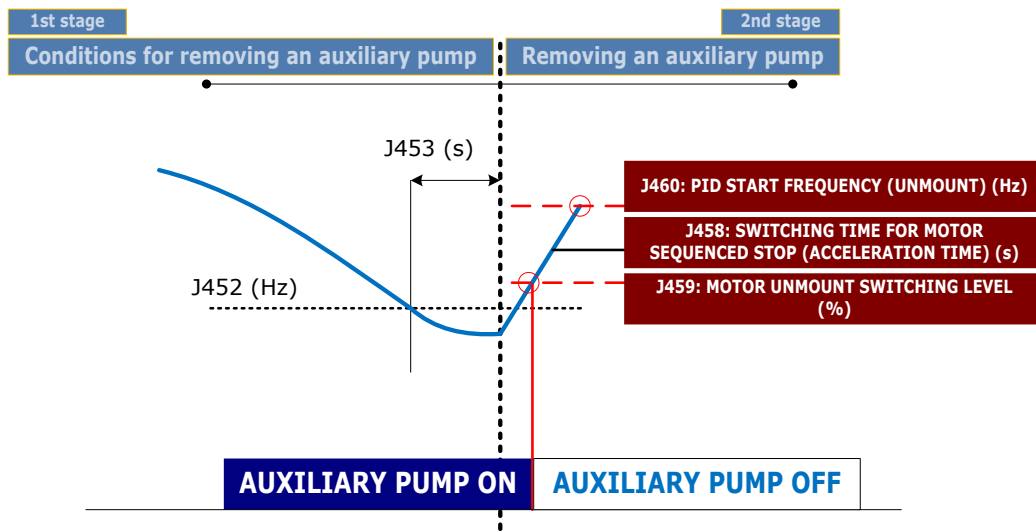 1st stage
2nd stage
Conditions for removing an auxiliary pump
Removing an auxiliary pump
J453 (s)
J460: PID START FREQUENCY (UNMOUNT) (Hz)
J458: SWITCHING TIME FOR MOTOR
SEQUENCED STOP (ACCELERATION TIME) (s)
J452 (Hz)
J459: MOTOR UNMOUNT SWITCHING LEVEL
(%)
AUXILIARY PUMP ON
AUXILIARY PUMP OFF